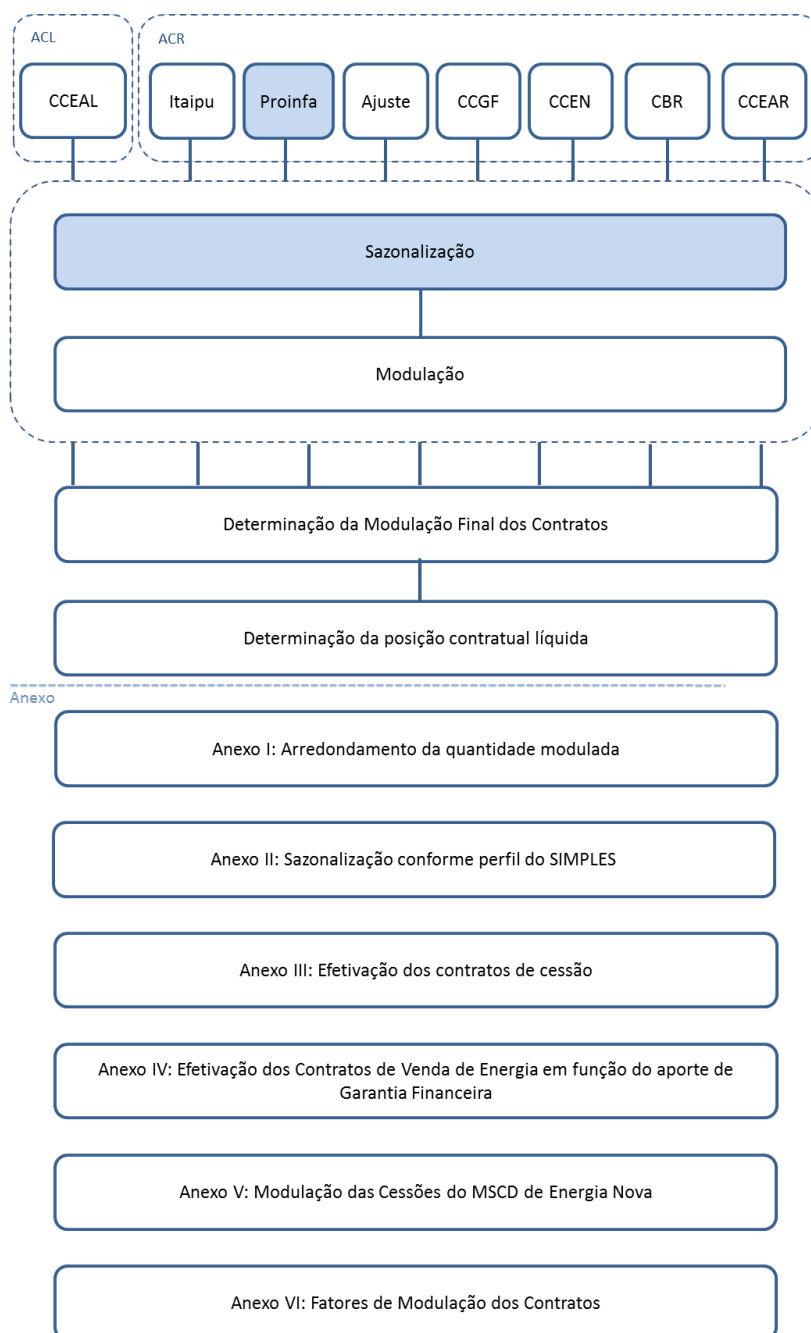 ACL
ACR
CCEAL
Itaipu
Proinfa
Ajuste
CCGF
CCEN
CBR
CCEAR
Sazonalização
Modulação
Determinação da Modulação Final dos Contratos
Determinação da posição contratual líquida
Anexo
Anexo I: Arredondamento da quantidade modulada
Anexo II: Sazonalização conforme perfil do SIMPLES
Anexo III: Efetivação dos contratos de cessão
Anexo IV: Efetivação dos Contratos de Venda de Energia em função do aporte de
Garantia Financeira
Anexo V: Modulação das Cessões do MSCD de Energia Nova
Anexo VI: Fatores de Modulação dos Contratos